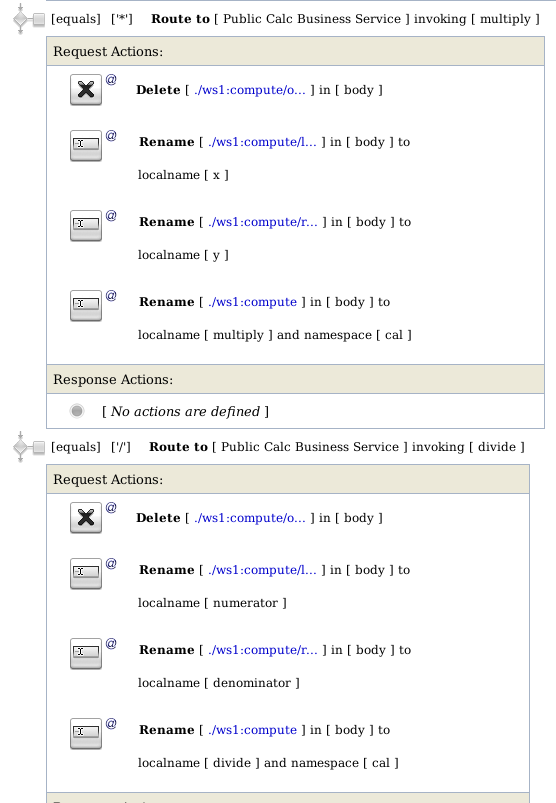 [equals] ['*'] Route to [ Public Calc Business Service ] invoking [ multiply ]
Request Actions:
@ Delete [ ./ws1:compute/o... ] in [ body ]
@ Rename [ ./ws1:compute/l... ] in [ body ] to
localname [ x ]
@ Rename [ ./ws1:compute/r... ] in [ body ] to
localname [ y ]
@ Rename [ ./ws1:compute ] in [ body ] to
localname [ multiply ] and namespace [ cal ]
Response Actions:
[ No actions are defined ]
[equals] ['/'] Route to [ Public Calc Business Service ] invoking [ divide ]
Request Actions:
@ Delete [ ./ws1:compute/o... ] in [ body ]
@ Rename [ ./ws1:compute/l... ] in [ body ] to
localname [ numerator ]
@ Rename [ ./ws1:compute/r... ] in [ body ] to
localname [ denominator ]
@ Rename [ ./ws1:compute ] in [ body ] to
localname [ divide ] and namespace [ cal ]